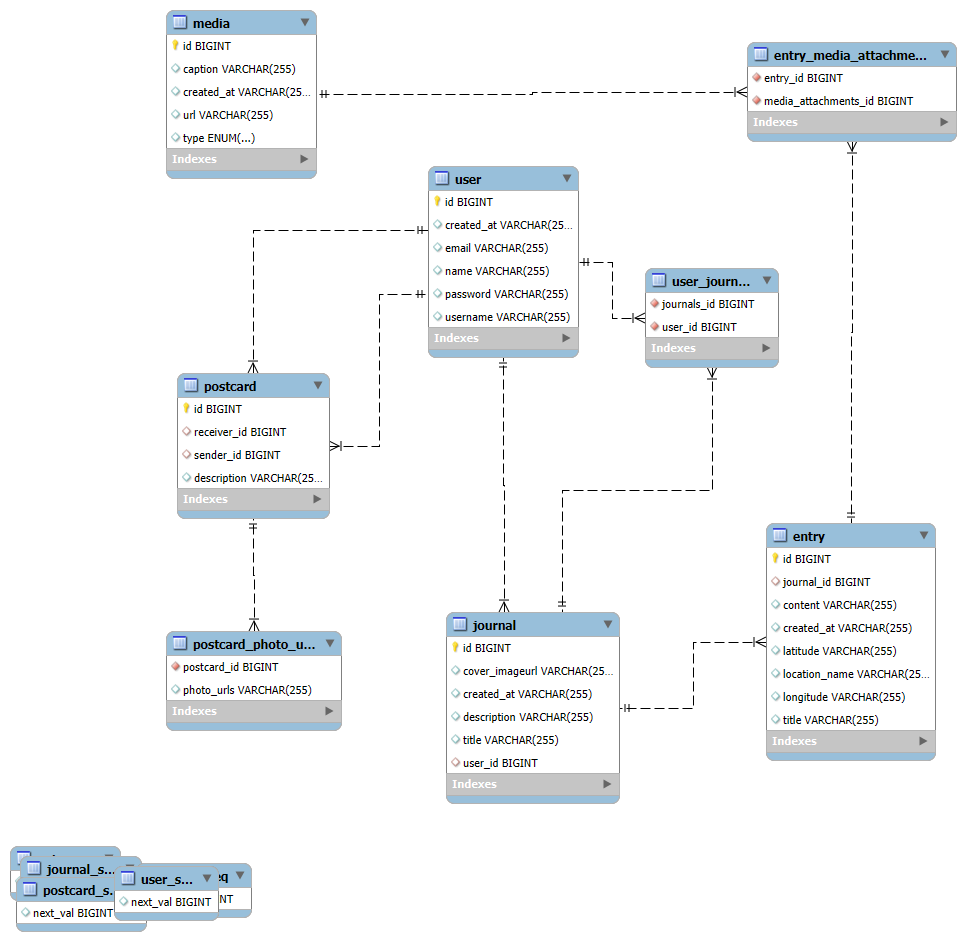 media
id BIGINT
caption VARCHAR(255)
created_at VARCHAR(25...
url VARCHAR(255)
type ENUM(...)
Indexes
entry_media_attachme...
entry_id BIGINT
media_attachments_id BIGINT
Indexes
user
id BIGINT
created_at VARCHAR(25...
email VARCHAR(255)
name VARCHAR(255)
password VARCHAR(255)
username VARCHAR(255)
Indexes
user_journ...
journals_id BIGINT
user_id BIGINT
Indexes
postcard
id BIGINT
receiver_id BIGINT
sender_id BIGINT
description VARCHAR(25...
Indexes
entry
id BIGINT
journal_id BIGINT
content VARCHAR(255)
created_at VARCHAR(255)
latitude VARCHAR(255)
location_name VARCHAR(25...
longitude VARCHAR(255)
title VARCHAR(255)
Indexes
journal
id BIGINT
cover_imageurl VARCHAR(25...
created_at VARCHAR(255)
description VARCHAR(255)
title VARCHAR(255)
user_id BIGINT
Indexes
postcard_photo_u...
postcard_id BIGINT
photo_urls VARCHAR(255)
Indexes
journal_s...
postcard_s...
next_val BIGINT
user_s...
next_val BIGINT